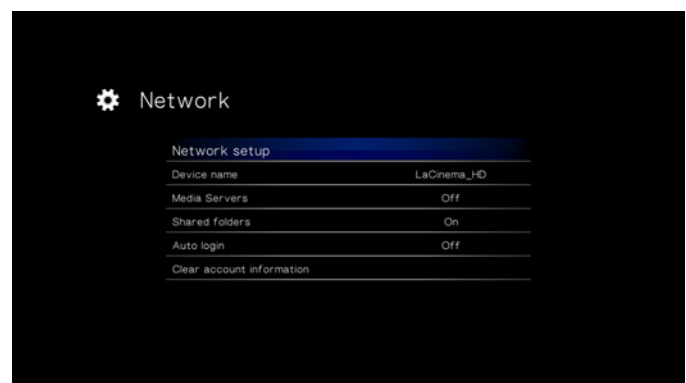 Network
Network setup
Device name LaCinema_HD
Media Servers Off
Shared folders On
Auto login Off
Clear account information